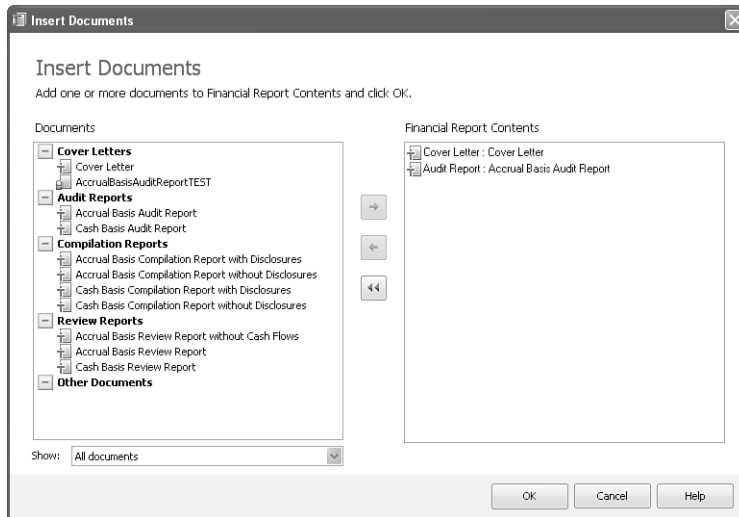 Insert Documents
Insert Documents
Add one or more documents to Financial Report Contents and click OK.
Documents
Cover Letters
Cover Letter
AccrualBasisAuditReportTEST
Audit Reports
Accrual Basis Audit Report
Cash Basis Audit Report
Compilation Reports
Accrual Basis Compilation Report with Disclosures
Accrual Basis Compilation Report without Disclosures
Cash Basis Compilation Report with Disclosures
Cash Basis Compilation Report without Disclosures
Review Reports
Accrual Basis Review Report without Cash Flows
Accrual Basis Review Report
Cash Basis Review Report
Other Documents
Show: All documents
Financial Report Contents
Cover Letter : Cover Letter
Audit Report : Accrual Basis Audit Report
OK Cancel Help